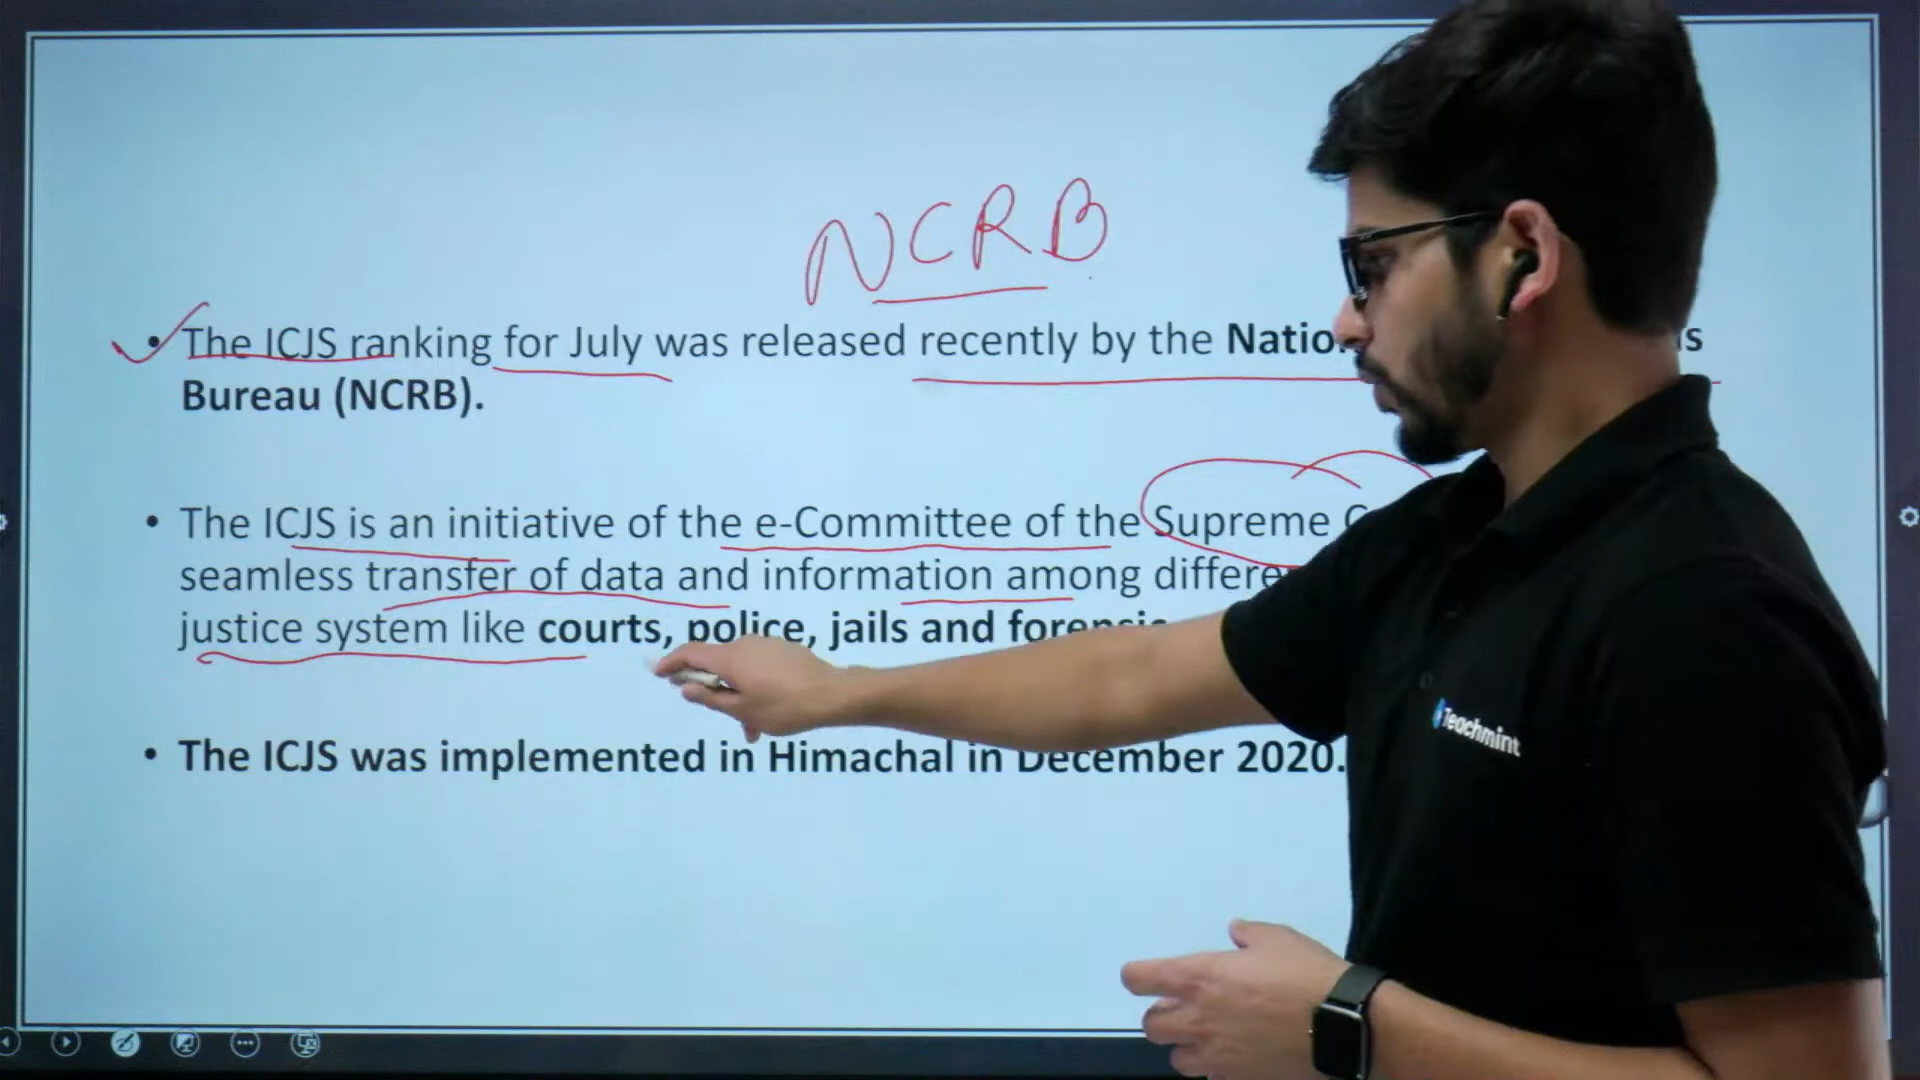 NCRB
• The ICJS ranking for July was released recently by the
Bureau (NCRB).
• The ICJS is an initiative of the e-Committee of the Supreme
seamless transfer of data and information among
justice system like courts, police, jails and
• The ICJS was implemented in Himachal in December 2020.
Teachmint